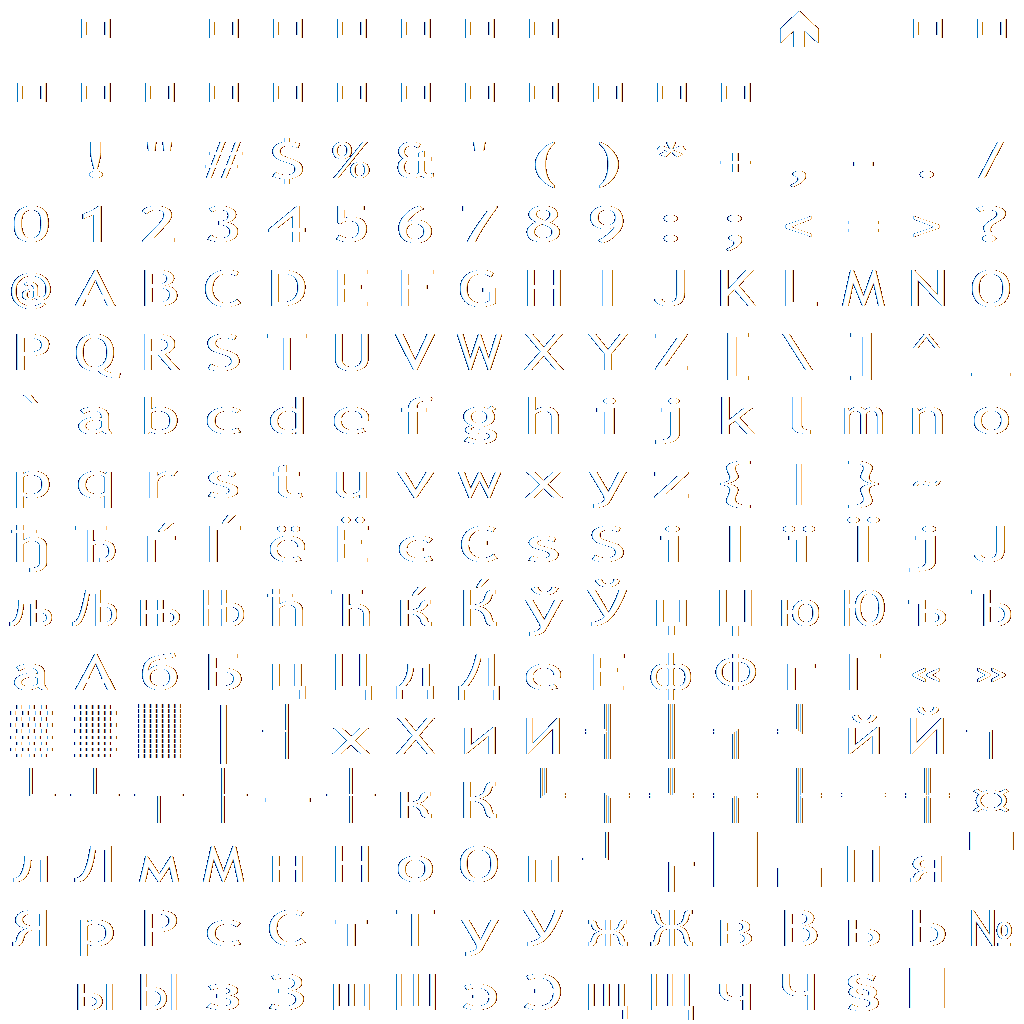 ! " # $ % & ' ( ) * + , - . /
0 1 2 3 4 5 6 7 8 9 : ; < = > ?
@ A B C D E F G H I J K L M N O
P Q R S T U V W X Y Z [ \ ] ^ _
` a b c d e f g h i j k l m n o
p q r s t u v w x y z { | } ~
ђ Ђ ѓ Ѓ ё Ё є Є ѕ Ѕ і І ї Ї ј Ј
љ Љ њ Њ ћ Ћ ќ Ќ ў Ў џ Џ ю Ю ъ Ъ
а А б Б ц Ц д Д е Е ф Ф г Г « »
░ ▒ ▓ │ ┤ х Х и И ╣ ║ ╗ ╝ й Й ┐
└ ┴ ┬ ├ ─ ┼ к К ╚ ╔ ╩ ╦ ╠ ═ ╬ ¤
л Л м М н Н о О п ┘ ┌ █ ▄ П я ▀
Я р Р с С т Т у У ж Ж в В ь Ь №
ы Ы з З ш Ш э Э щ Щ ч Ч § ■